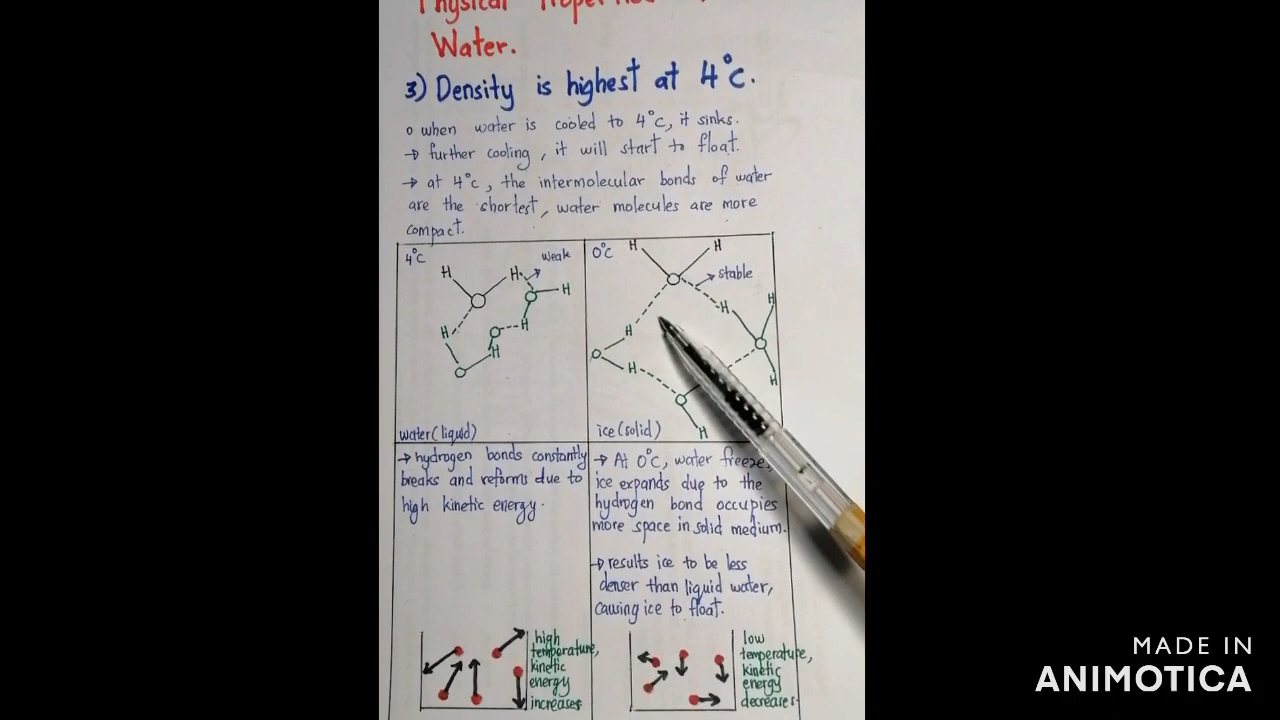 Physical Properties
Water.
3) Density is highest at 4°C.
o when water is cooled to 4°C, it sinks.
→ further cooling, it will start to float.
→ at 4°C, the intermolecular bonds of water
are the shortest, water molecules are more
compact.
4°C
weak
H
H
H
H
H
H
water(liquid)
0°C
H
H
stable
H
H
H
H
H
H
ice(solid)
→ hydrogen bonds constantly
breaks and reforms due to
high kinetic energy.
→ At 0°C, water freeze,
ice expands due to the
hydrogen bond occupies
more space in solid medium.
→ results ice to be less
denser than liquid water,
causing ice to float.
high
temperature,
kinetic
energy
increases.
low
temperature,
kinetic
energy
decreases.
MADE IN
ANIMOTICA